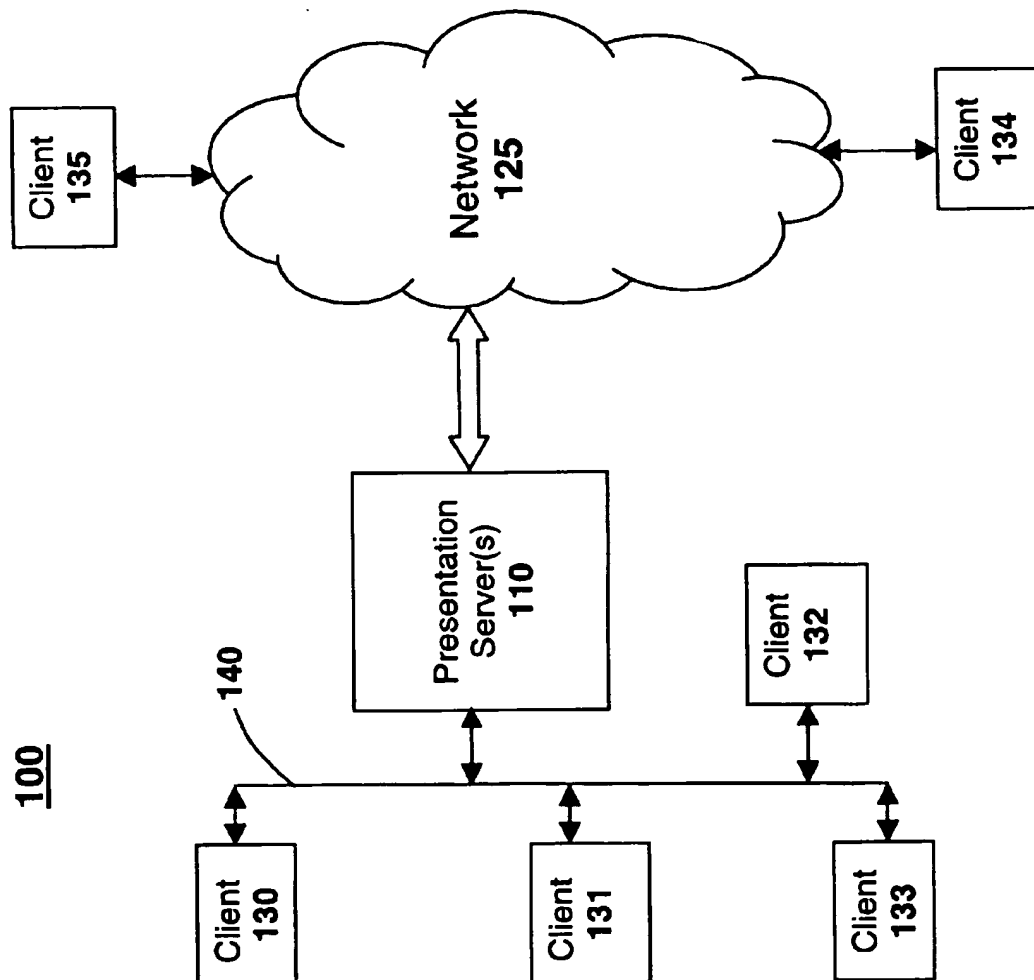 100
Client
135
Network
125
Client
134
Presentation
Server(s)
110
140
Client
132
Client
130
Client
131
Client
133